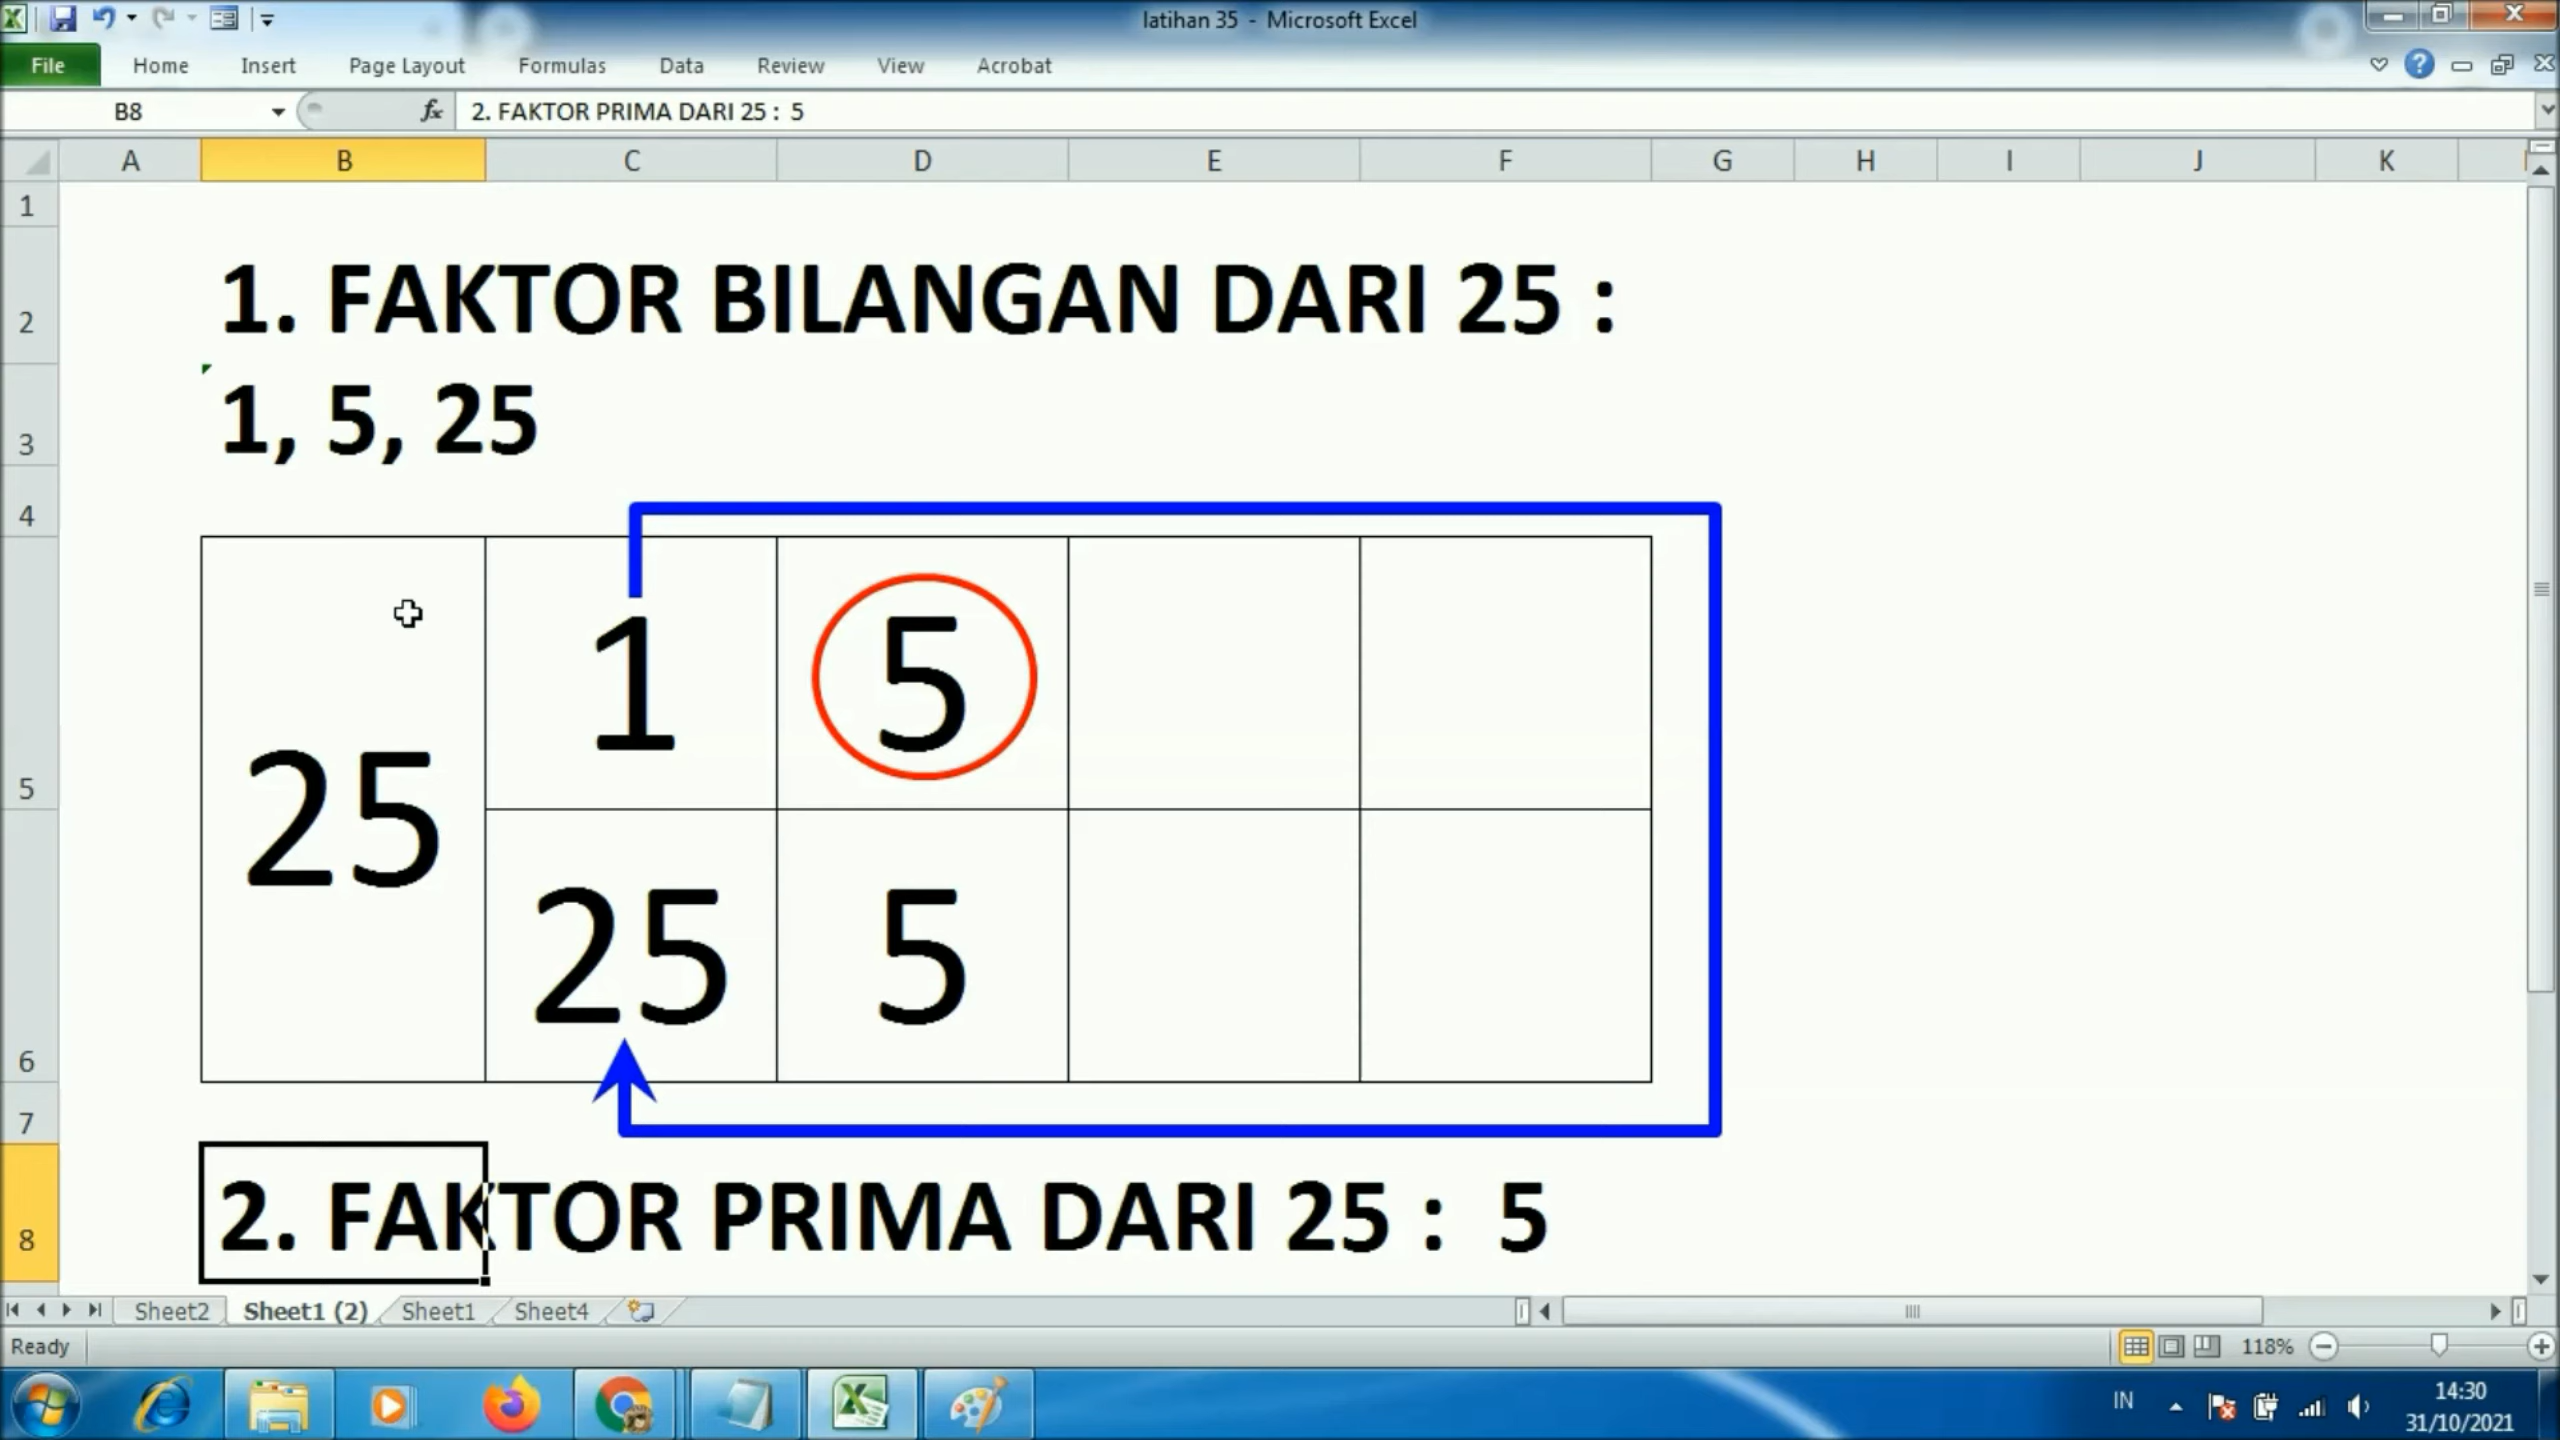 latihan 35 - Microsoft Excel
File Home Insert Page Layout Formulas Data Review View Acrobat
B8 fx 2. FAKTOR PRIMA DARI 25 : 5
A B C D E F G H I J K
1
2 1. FAKTOR BILANGAN DARI 25 :
3 1, 5, 25
4
5 25 1 5
6 25 5
7
8 2. FAKTOR PRIMA DARI 25 : 5
Sheet2 Sheet1 (2) Sheet1 Sheet4
Ready 118%
IN 14:30
31/10/2021